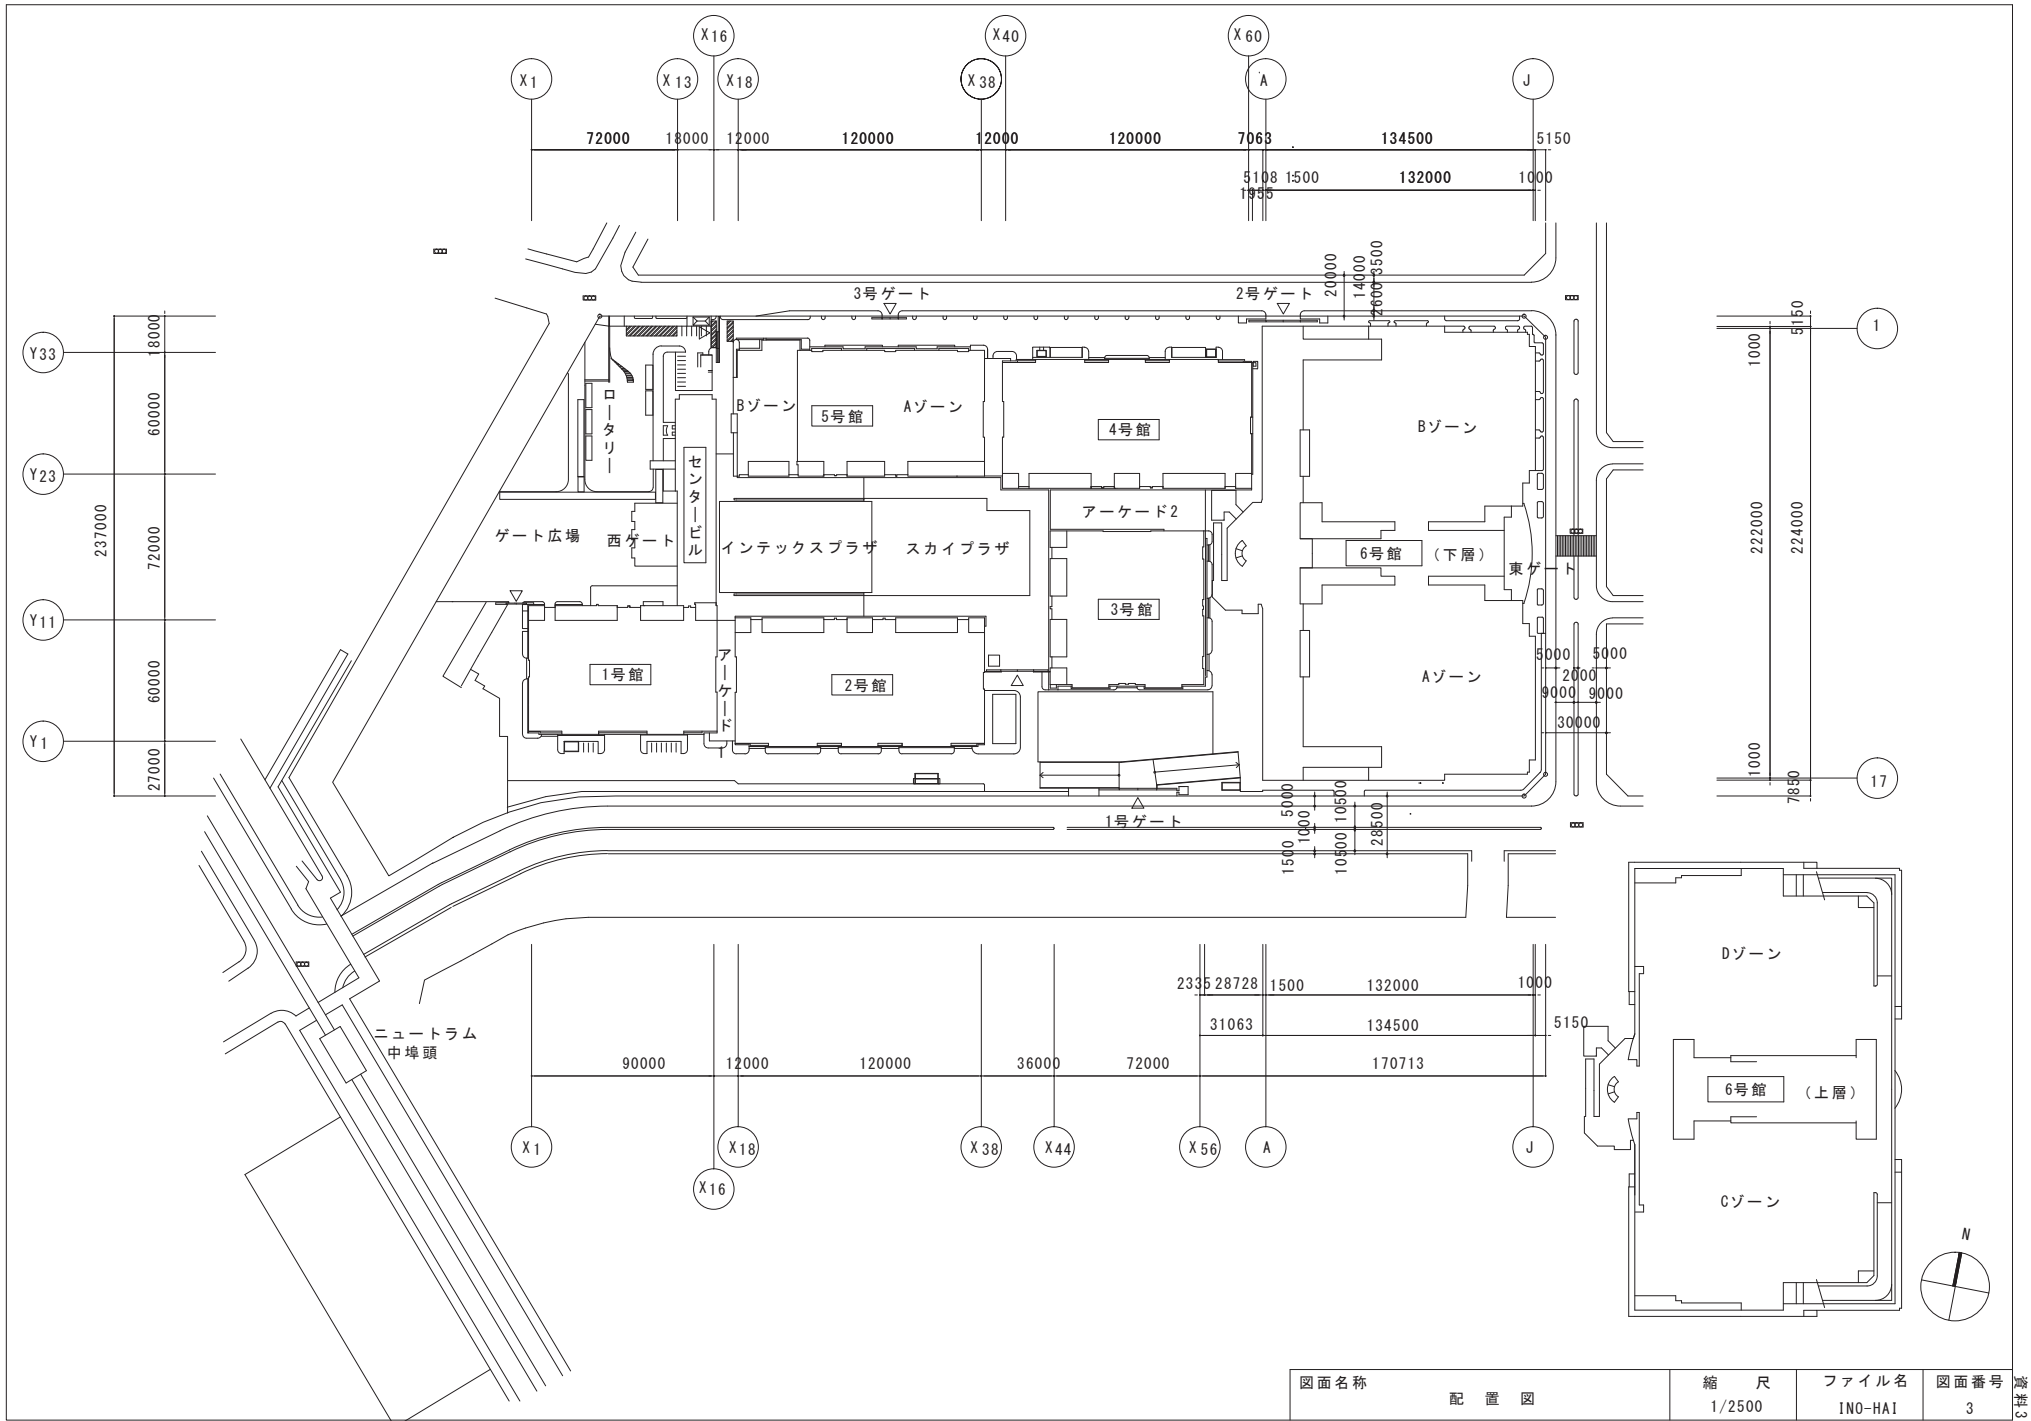 X16
X40
X60
X1
X13
X18
X38
A
J
72000
18000
12000
120000
12000
120000
7063
134500
5150
5108
1500
132000
1000
1955
20000
14000
2600
3500
3号ゲート
2号ゲート
Y33
Y23
Y11
Y1
18000
60000
72000
60000
27000
237000
1
17
5150
1000
222000
224000
1000
7850
ロータリー
センタービル
Bゾーン
5号館
Aゾーン
4号館
Bゾーン
アーケード2
ゲート広場
西ゲート
インテックスプラザ
スカイプラザ
6号館
(下層)
東ゲート
3号館
1号館
アーケード1
2号館
Aゾーン
5000
5000
2000
9000
9000
30000
1号ゲート
5000
1000
1500
10500
10500
28500
ニュートラム
中埠頭
2335
28728
1500
132000
1000
31063
134500
5150
90000
12000
120000
36000
72000
170713
X1
X16
X18
X38
X44
X56
A
J
Dゾーン
6号館
(上層)
Cゾーン
N
図面名称
配置図
縮尺
1/2500
ファイル名
INO-HAI
図面番号
3
資料3